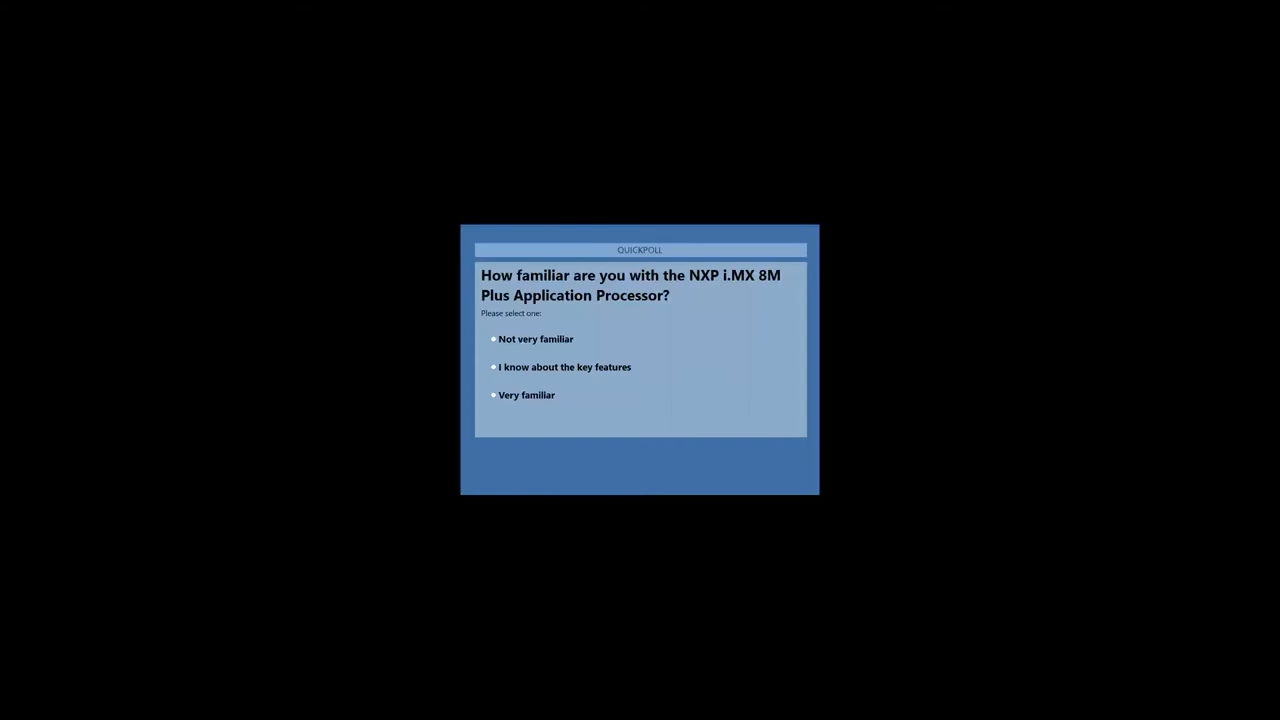 QUICKPOLL
How familiar are you with the NXP i.MX 8M
Plus Application Processor?
Please select one:
Not very familiar
I know about the key features
Very familiar